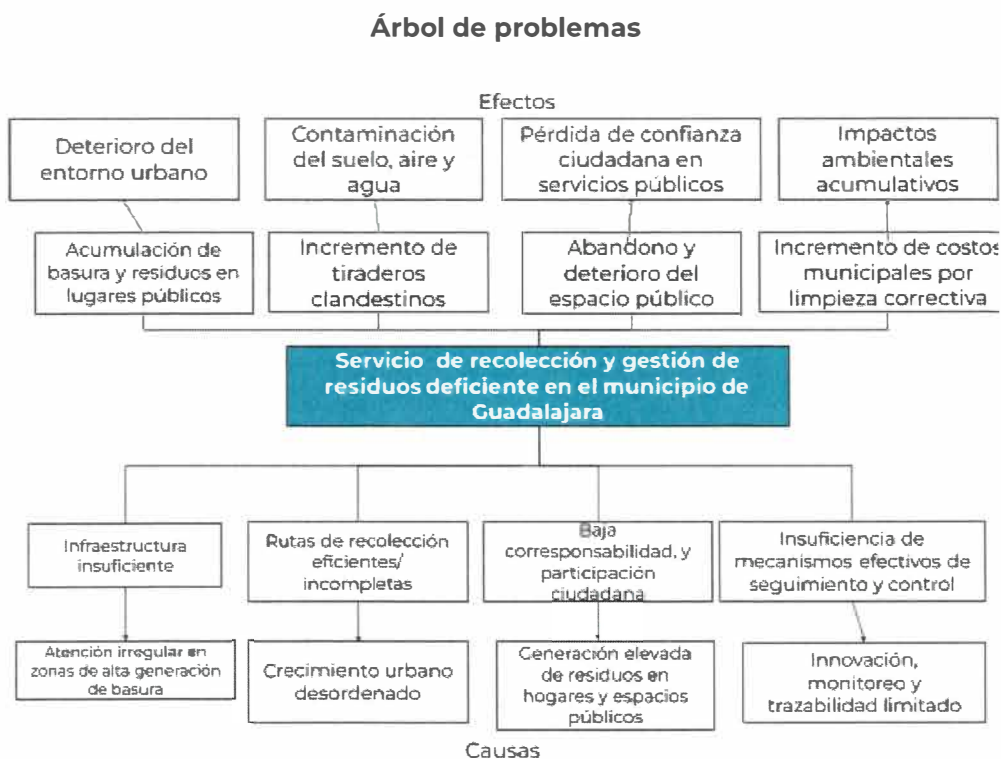 Árbol de problemas
Efectos
Deterioro del
entorno urbano
Contaminación
del suelo, aire y
agua
Pérdida de confianza
ciudadana en
servicios públicos
Impactos
ambientales
acumulativos
Acumulación de
basura y residuos en
lugares públicos
Incremento de
tiraderos
clandestinos
Abandono y
deterioro del
espacio público
Incremento de costos
municipales por
limpieza correctiva
Servicio de recolección y gestión de
residuos deficiente en el municipio de
Guadalajara
Infraestructura
insuficiente
Rutas de recolección
eficientes/
incompletas
Baja
corresponsabilidad, y
participación
ciudadana
Insuficiencia de
mecanismos efectivos de
seguimiento y control
Atención irregular en
zonas de alta generación
de basura
Crecimiento urbano
desordenado
Generación elevada
de residuos en
hogares y espacios
públicos
Innovación,
monitoreo y
trazabilidad limitado
Causas